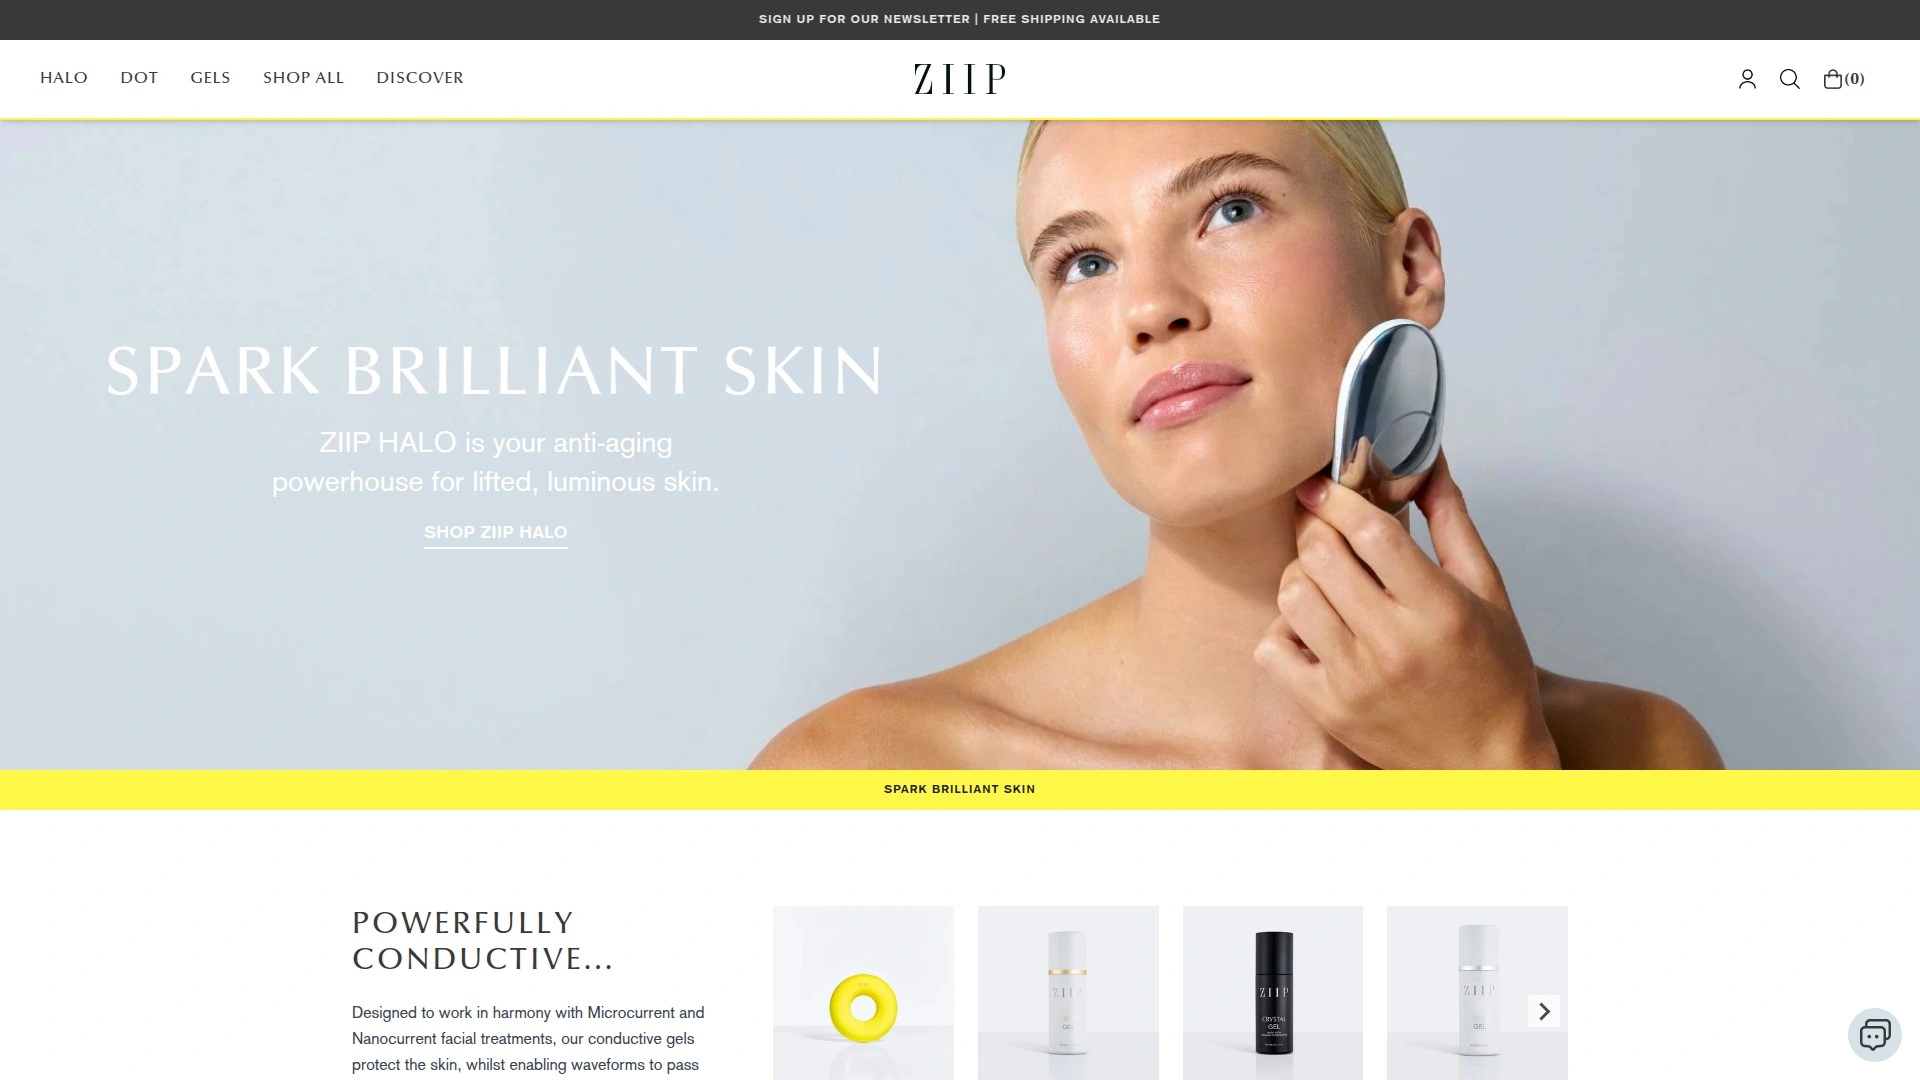 SIGN UP FOR OUR NEWSLETTER | FREE SHIPPING AVAILABLE
HALO DOT GELS SHOP ALL DISCOVER
ZIIP
(0)
SPARK BRILLIANT SKIN
ZIIP HALO is your anti-aging
powerhouse for lifted, luminous skin.
SHOP ZIIP HALO
SPARK BRILLIANT SKIN
POWERFULLY
CONDUCTIVE...
Designed to work in harmony with Microcurrent and
Nanocurrent facial treatments, our conductive gels
protect the skin, whilst enabling waveforms to pass
ZIIP
GEL
ZIIP
CRYSTAL
GEL
ZIIP
GEL